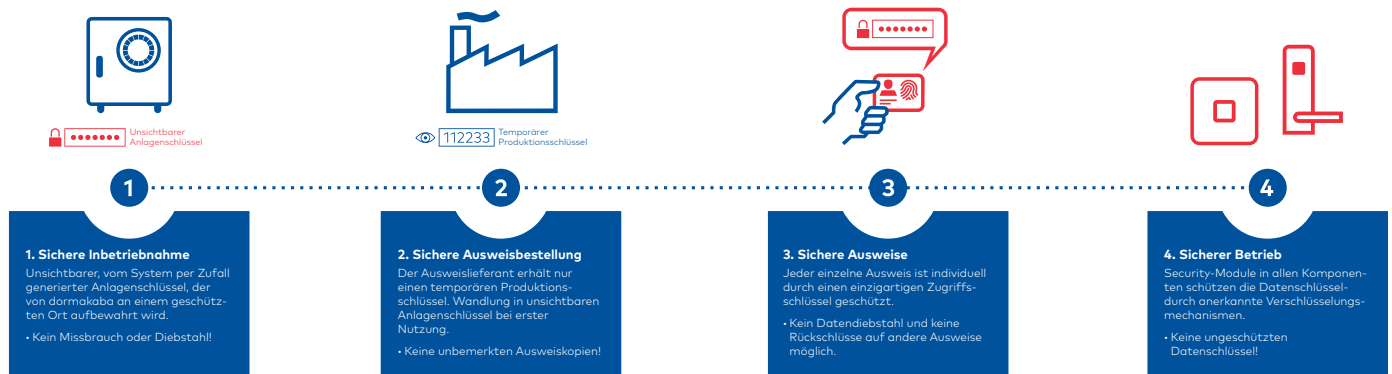 ••••••• Unsichtbarer
Anlagenschlüssel
112233 Temporärer
Produktionsschlüssel
•••••••
1
2
3
4
1. Sichere Inbetriebnahme
Unsichtbarer, vom System per Zufall
generierter Anlagenschlüssel, der
von dormakaba an einem geschütz-
ten Ort aufbewahrt wird.
• Kein Missbrauch oder Diebstahl!
2. Sichere Ausweisbestellung
Der Ausweislieferant erhält nur
einen temporären Produktions-
schlüssel. Wandlung in unsichtbaren
Anlagenschlüssel bei erster
Nutzung.
• Keine unbemerkten Ausweiskopien!
3. Sichere Ausweise
Jeder einzelne Ausweis ist individuell
durch einen einzigartigen Zugriffs-
schlüssel geschützt.
• Kein Datendiebstahl und keine
Rückschlüsse auf andere Ausweise
möglich.
4. Sicherer Betrieb
Security-Module in allen Komponen-
ten schützen die Datenschlüssel-
durch anerkannte Verschlüsselungs-
mechanismen.
• Keine ungeschützten
Datenschlüssel!